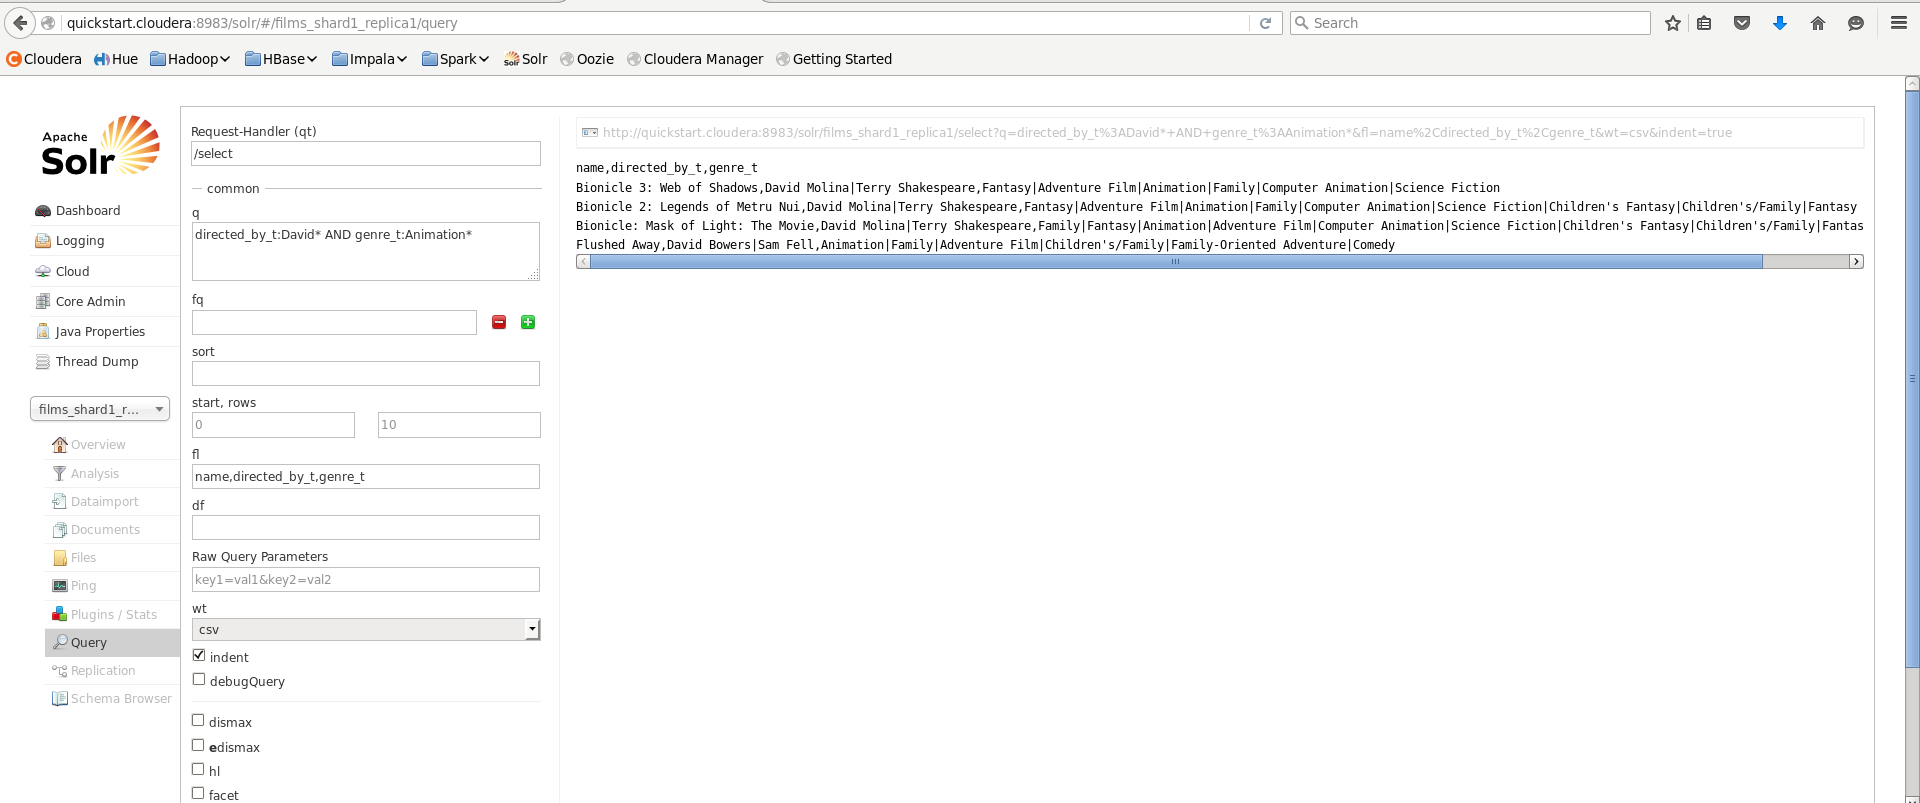 quickstart.cloudera:8983/solr/#/films_shard1_replica1/query
Search
Cloudera Hue Hadoop HBase Impala Spark Solr Solr Oozie Cloudera Manager Getting Started
Apache
Solr
Dashboard
Logging
Cloud
Core Admin
Java Properties
Thread Dump
films_shard1_r...
Overview
Analysis
Dataimport
Documents
Files
Ping
Plugins / Stats
Query
Replication
Schema Browser
Request-Handler (qt)
/select
common
q
directed_by_t:David* AND genre_t:Animation*
fq
sort
start, rows
0 10
fl
name,directed_by_t,genre_t
df
Raw Query Parameters
key1=val1&key2=val2
wt
csv
indent
debugQuery
dismax
edismax
hl
facet
http://quickstart.cloudera:8983/solr/films_shard1_replica1/select?q=directed_by_t%3ADavid*+AND+genre_t%3AAnimation*&fl=name%2Cdirected_by_t%2Cgenre_t&wt=csv&indent=true
name,directed_by_t,genre_t
Bionicle 3: Web of Shadows,David Molina|Terry Shakespeare,Fantasy|Adventure Film|Animation|Family|Computer Animation|Science Fiction
Bionicle 2: Legends of Metru Nui,David Molina|Terry Shakespeare,Fantasy|Adventure Film|Animation|Family|Computer Animation|Science Fiction|Children's Fantasy|Children's/Family|Fantasy
Bionicle: Mask of Light: The Movie,David Molina|Terry Shakespeare,Family|Fantasy|Animation|Adventure Film|Computer Animation|Science Fiction|Children's Fantasy|Children's/Family|Fantas
Flushed Away,David Bowers|Sam Fell,Animation|Family|Adventure Film|Children's/Family|Family-Oriented Adventure|Comedy